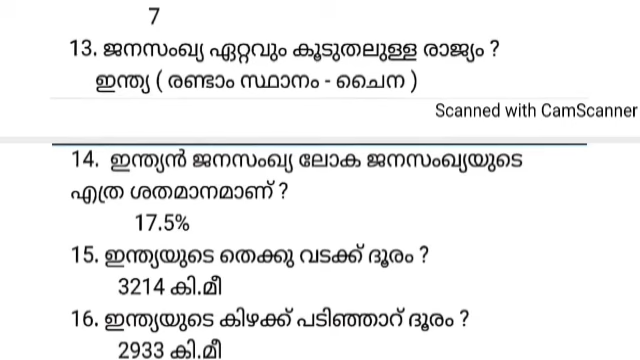 7
13. ജനസംഖ്യ ഏറ്റവും കൂടുതലുള്ള രാജ്യം ?
ഇന്ത്യ ( രണ്ടാം സ്ഥാനം - ചൈന )
Scanned with CamScanner
14. ഇന്ത്യൻ ജനസംഖ്യ ലോക ജനസംഖ്യയുടെ
എത്ര ശതമാനമാണ് ?
17.5%
15. ഇന്ത്യയുടെ തെക്കു വടക്ക് ദൂരം ?
3214 കി.മീ
16. ഇന്ത്യയുടെ കിഴക്ക് പടിഞ്ഞാറ് ദൂരം ?
2933 കി.മീ